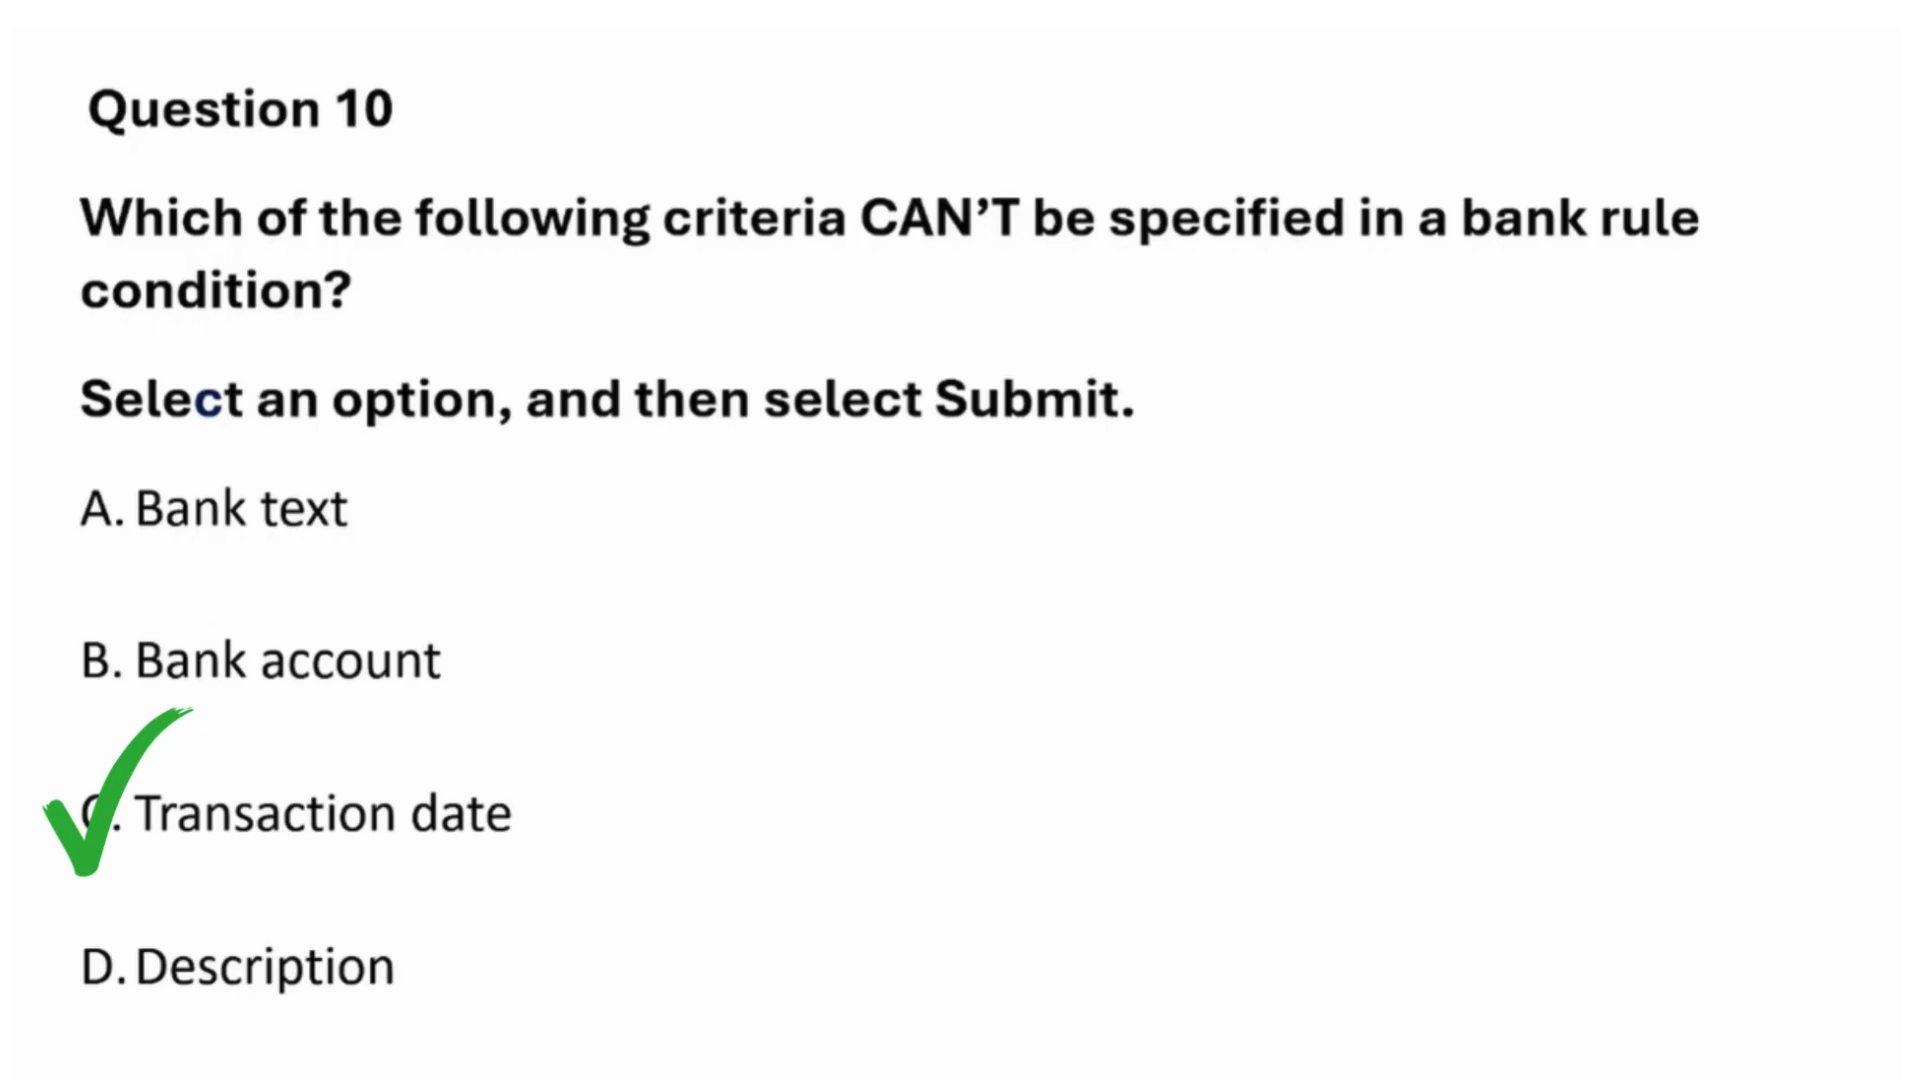 Question 10
Which of the following criteria CAN’T be specified in a bank rule
condition?
Select an option, and then select Submit.
A. Bank text
B. Bank account
C. Transaction date
D. Description